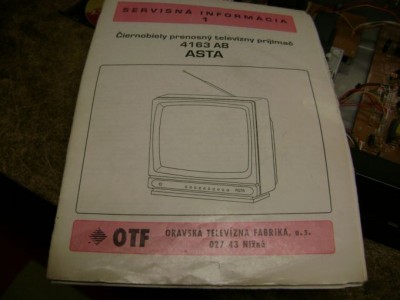 SERVISNÁ INFORMÁCIA
1
Čiernobiely prenosný televízny prijímač
4163 AB
ASTA
OTF
ORAVSKÁ TELEVÍZNA FABRIKA, a.s.
027 43 Nižná